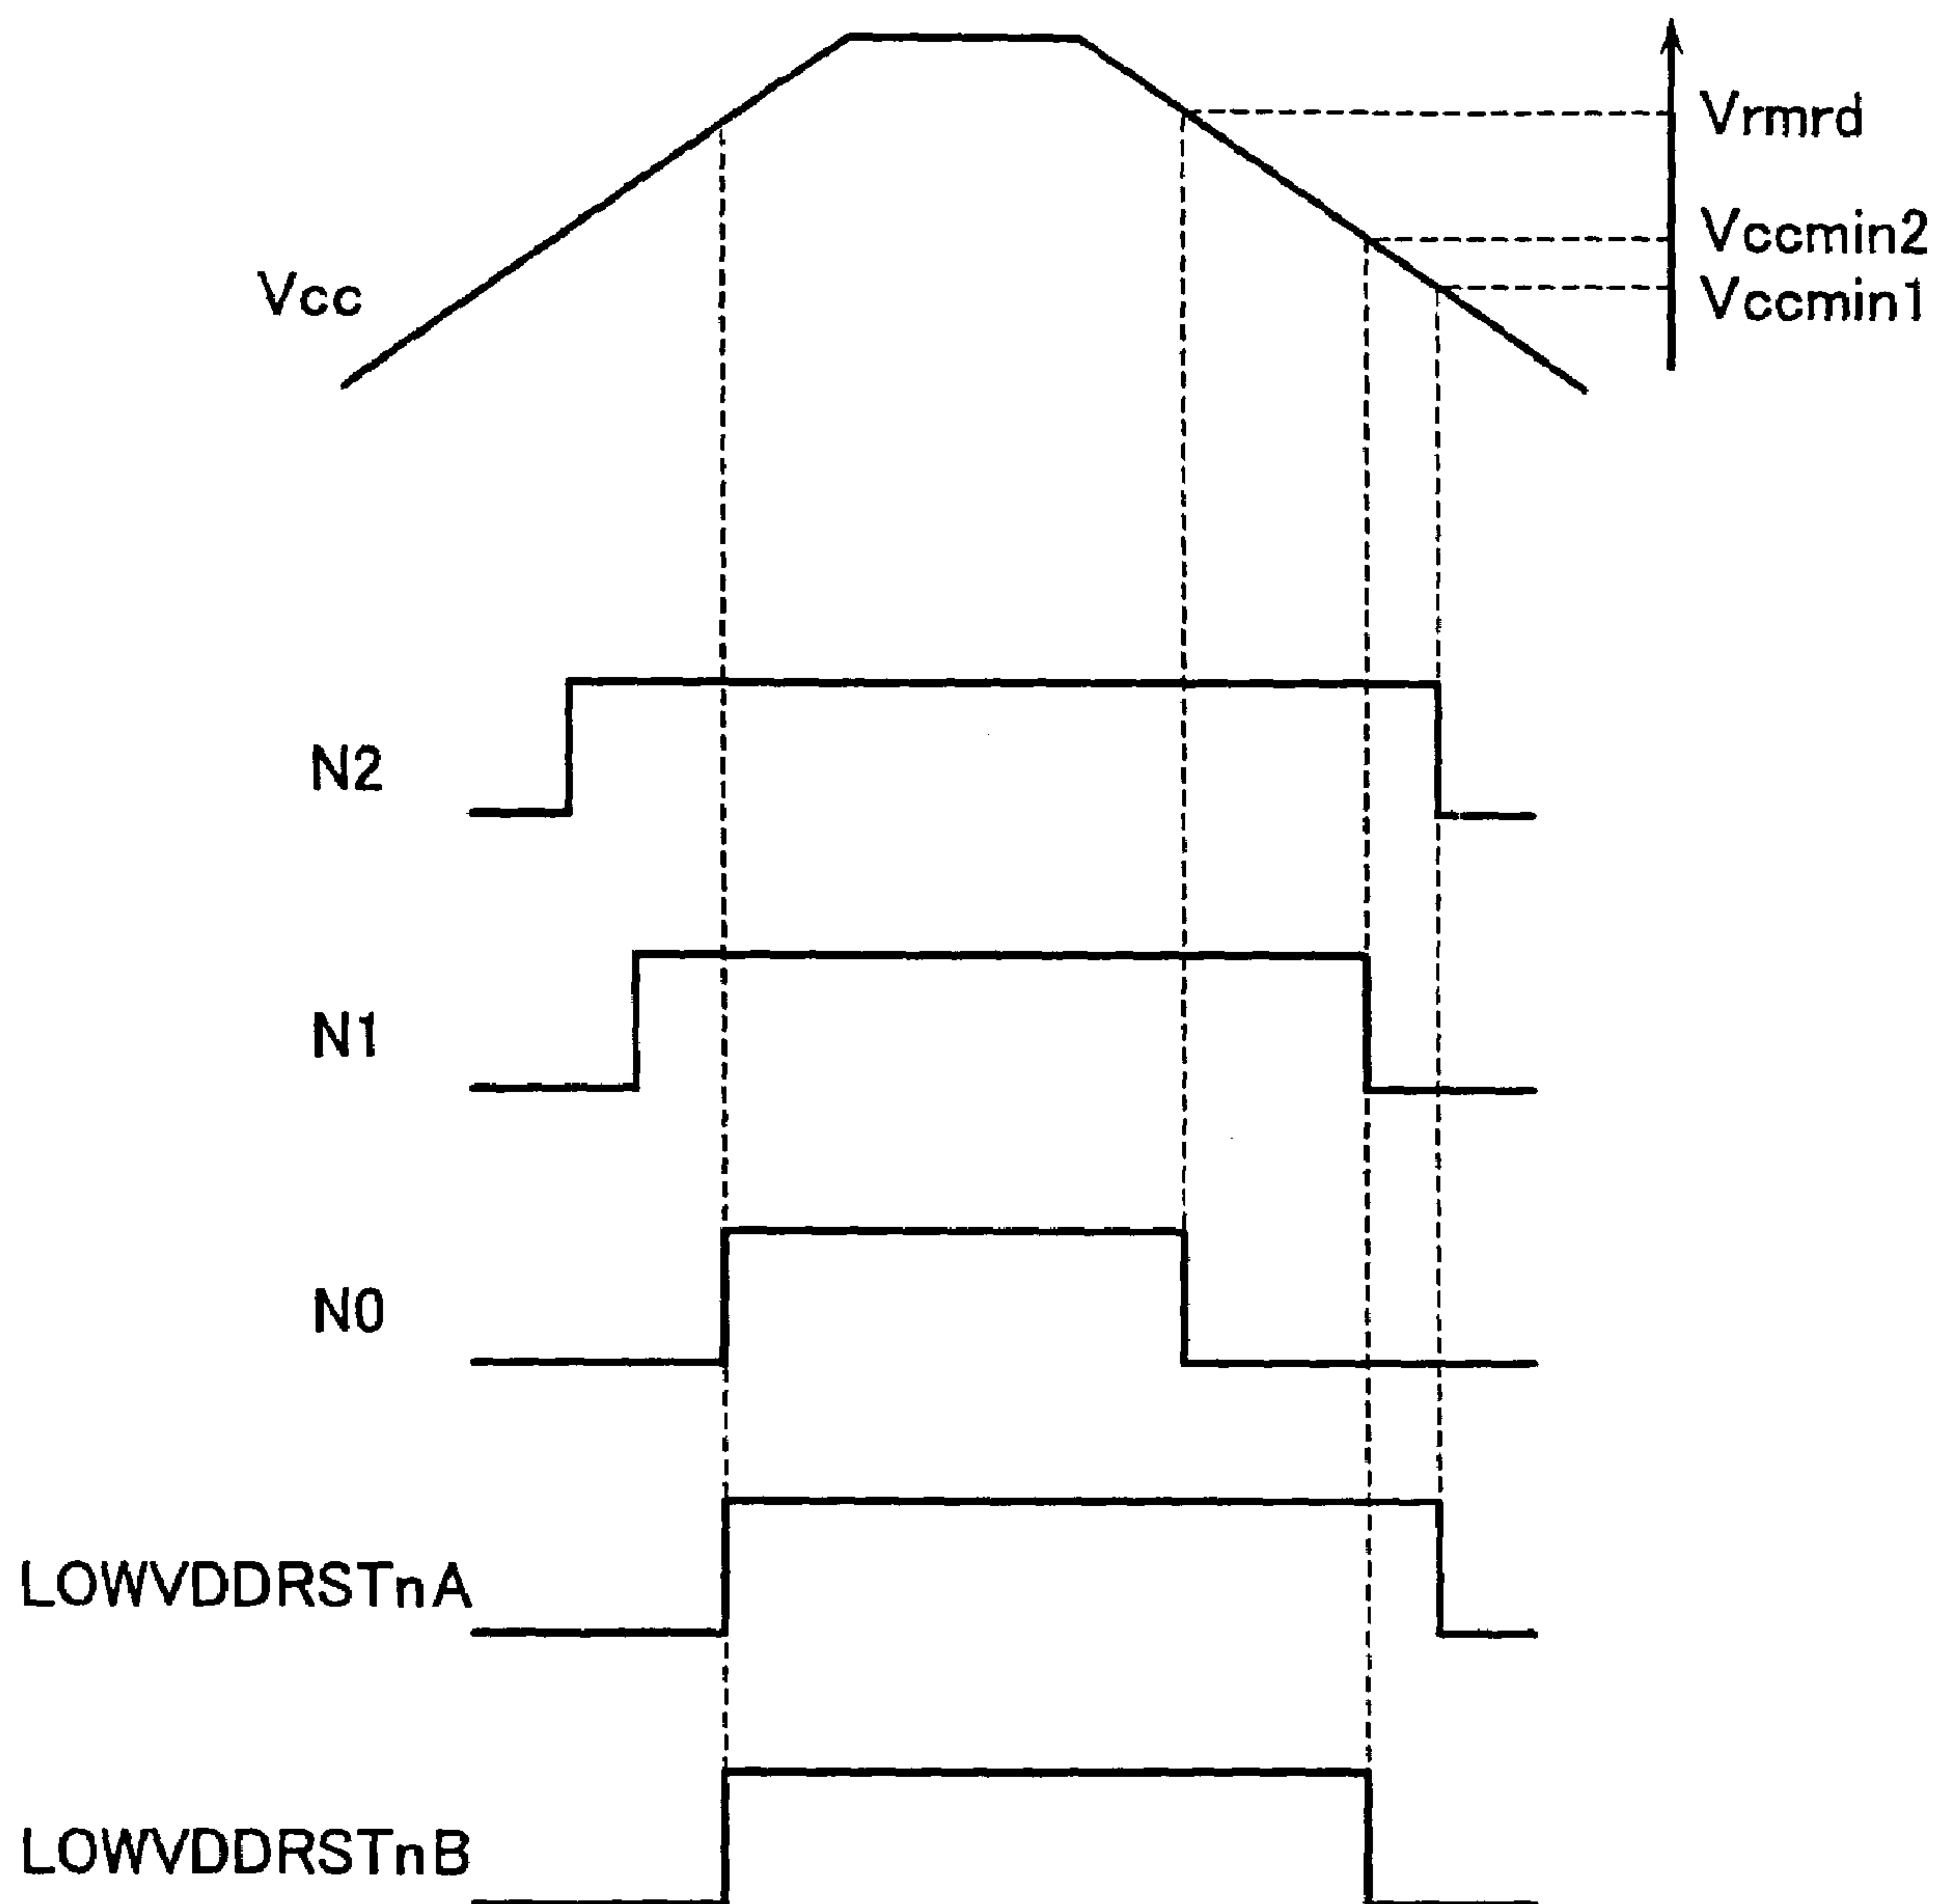 Vrmrd
Vccmin2
Vcc
Vccmin1
N2
N1
N0
LOWVDDRSTnA
LOWVDDRSTnB